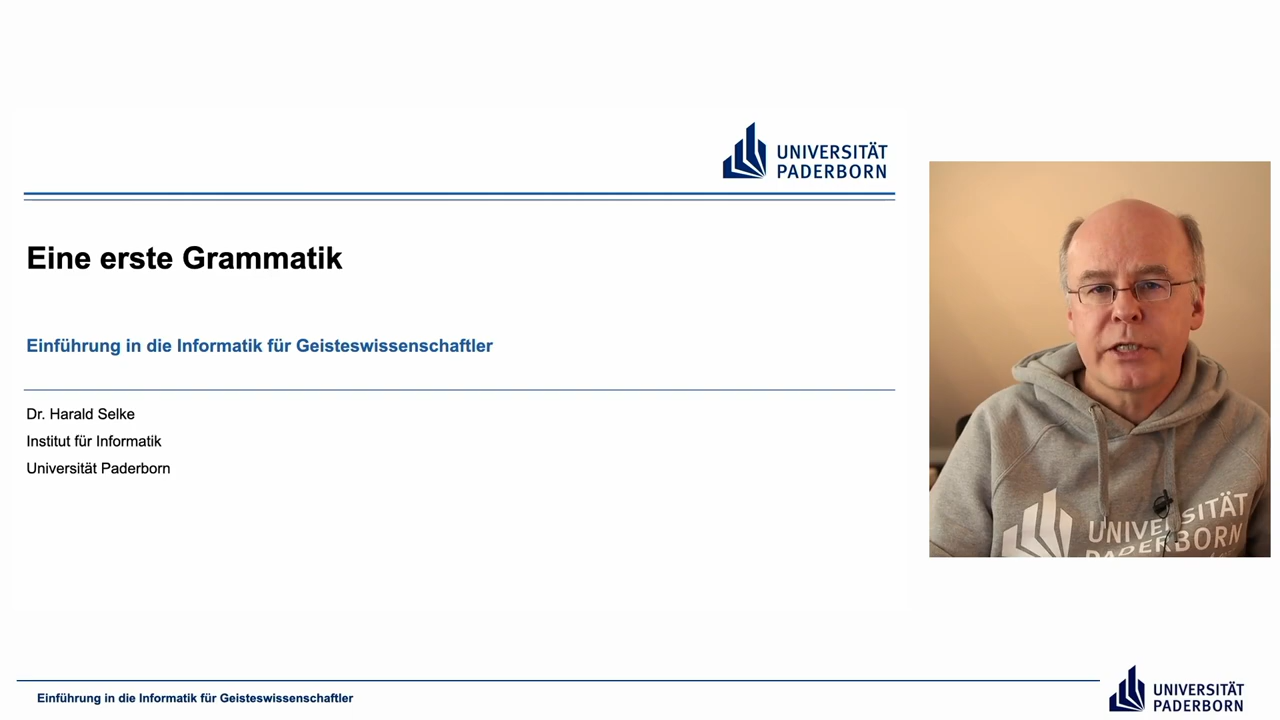 UNIVERSITÄT
PADERBORN
Eine erste Grammatik
Einführung in die Informatik für Geisteswissenschaftler
Dr. Harald Selke
Institut für Informatik
Universität Paderborn
UNIVERSITÄT
PADERBORN
Einführung in die Informatik für Geisteswissenschaftler
UNIVERSITÄT
PADERBORN